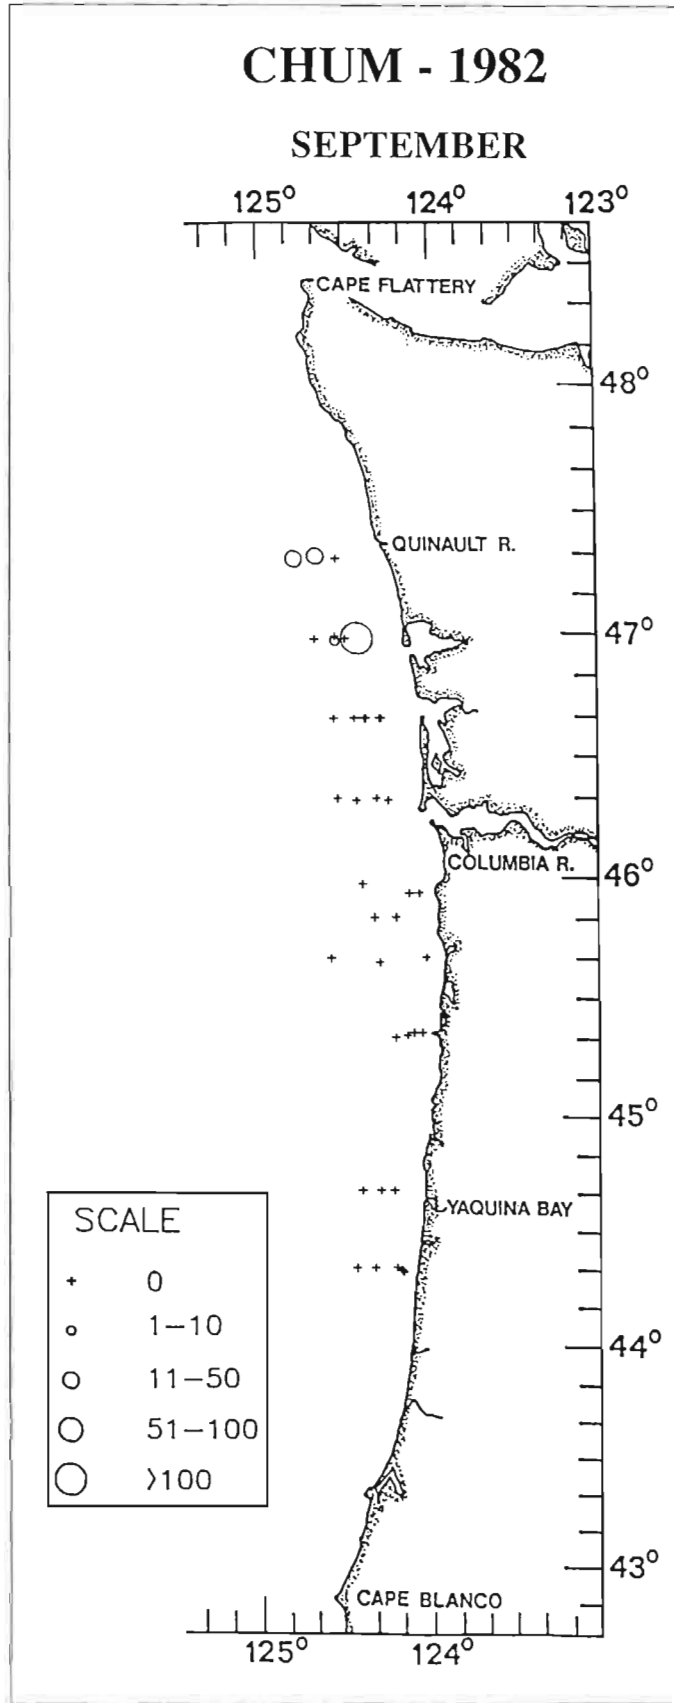 CHUM - 1982
SEPTEMBER
125° 124° 123°
CAPE FLATTERY
48°
QUINAULT R.
47°
COLUMBIA R.
46°
45°
YAQUINA BAY
44°
43°
CAPE BLANCO
125° 124°
SCALE
+ 0
1-10
11-50
51-100
>100